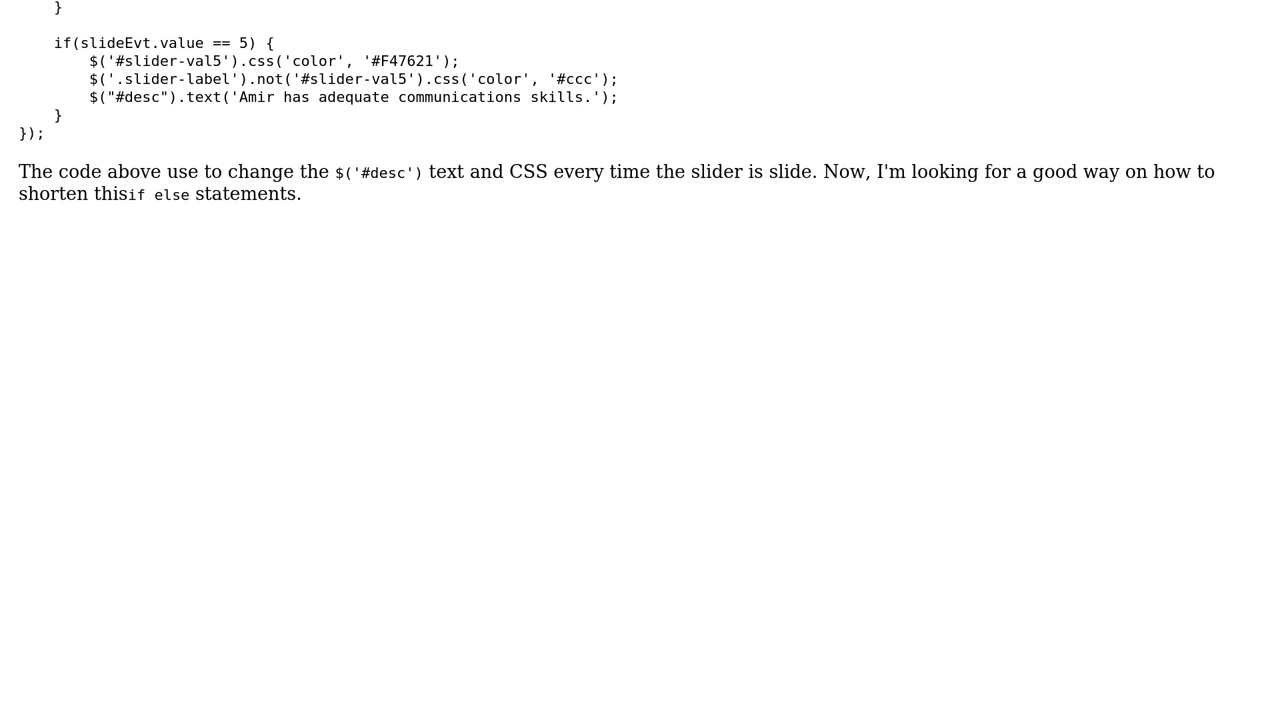 }
    if(slideEvt.value == 5) {
        $('#slider-val5').css('color', '#F47621');
        $('.slider-label').not('#slider-val5').css('color', '#ccc');
        $("#desc").text('Amir has adequate communications skills.');
    }
});
The code above use to change the $('#desc') text and CSS every time the slider is slide. Now, I'm looking for a good way on how to
shorten thisif else statements.